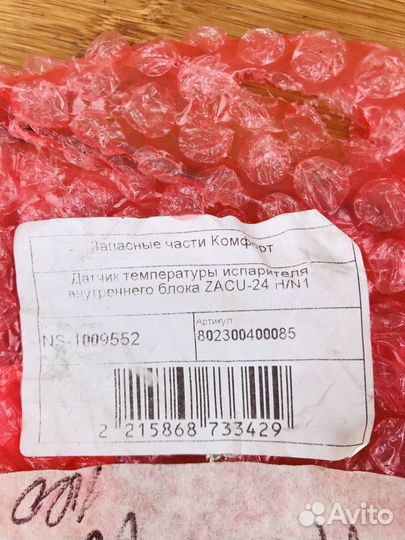 Запасные части Комфорт
Датчик температуры испарителя
внутреннего блока ZACU-24 H/N1
Артикул
NS-1009552
802300400085
2 215868 733429
Avito